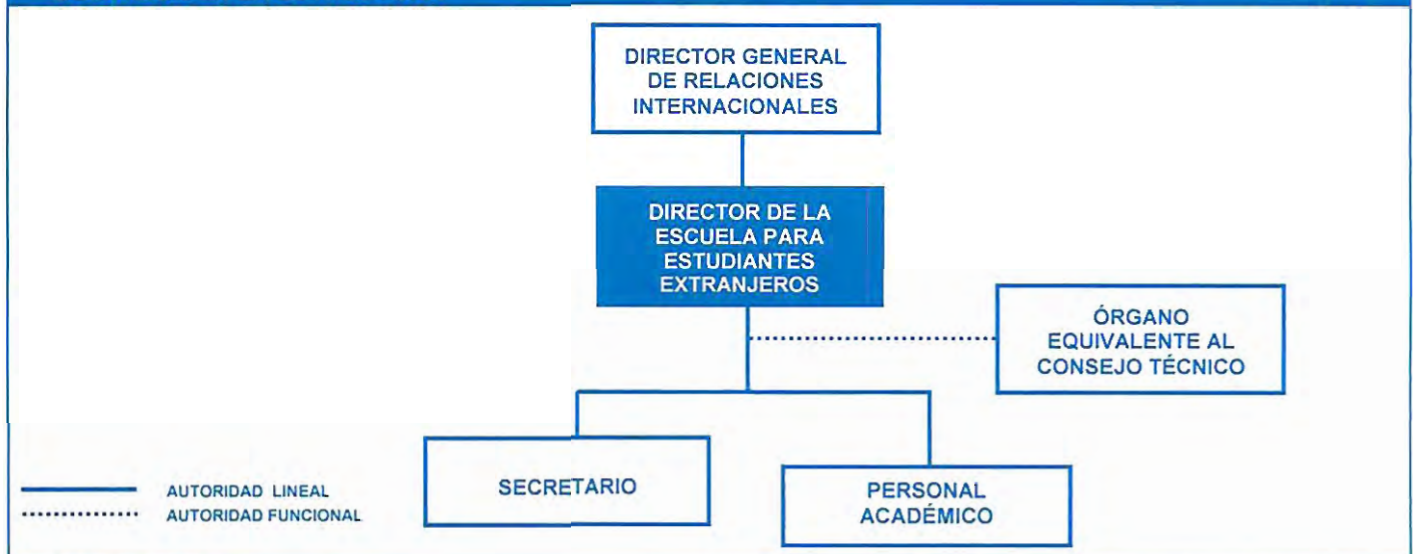 DIRECTOR GENERAL
DE RELACIONES
INTERNACIONALES
DIRECTOR DE LA
ESCUELA PARA
ESTUDIANTES
EXTRANJEROS
ÓRGANO
EQUIVALENTE AL
CONSEJO TÉCNICO
SECRETARIO
PERSONAL
ACADÉMICO
AUTORIDAD LINEAL
AUTORIDAD FUNCIONAL